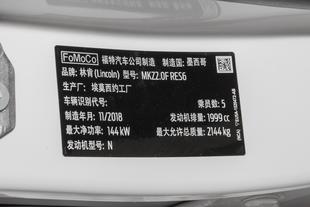 FoMoCo 福特汽车公司制造 制造国：墨西哥
品牌：林肯(Lincoln) 型号：MKZ2.0F RES6
生产厂：埃莫西约工厂
车辆识别代号： 乘员数：5
制造年月：11/2018 发动机排量：1999 cc
最大净功率：144 kW 最大允许总质量：2144 kg
发动机型号：N